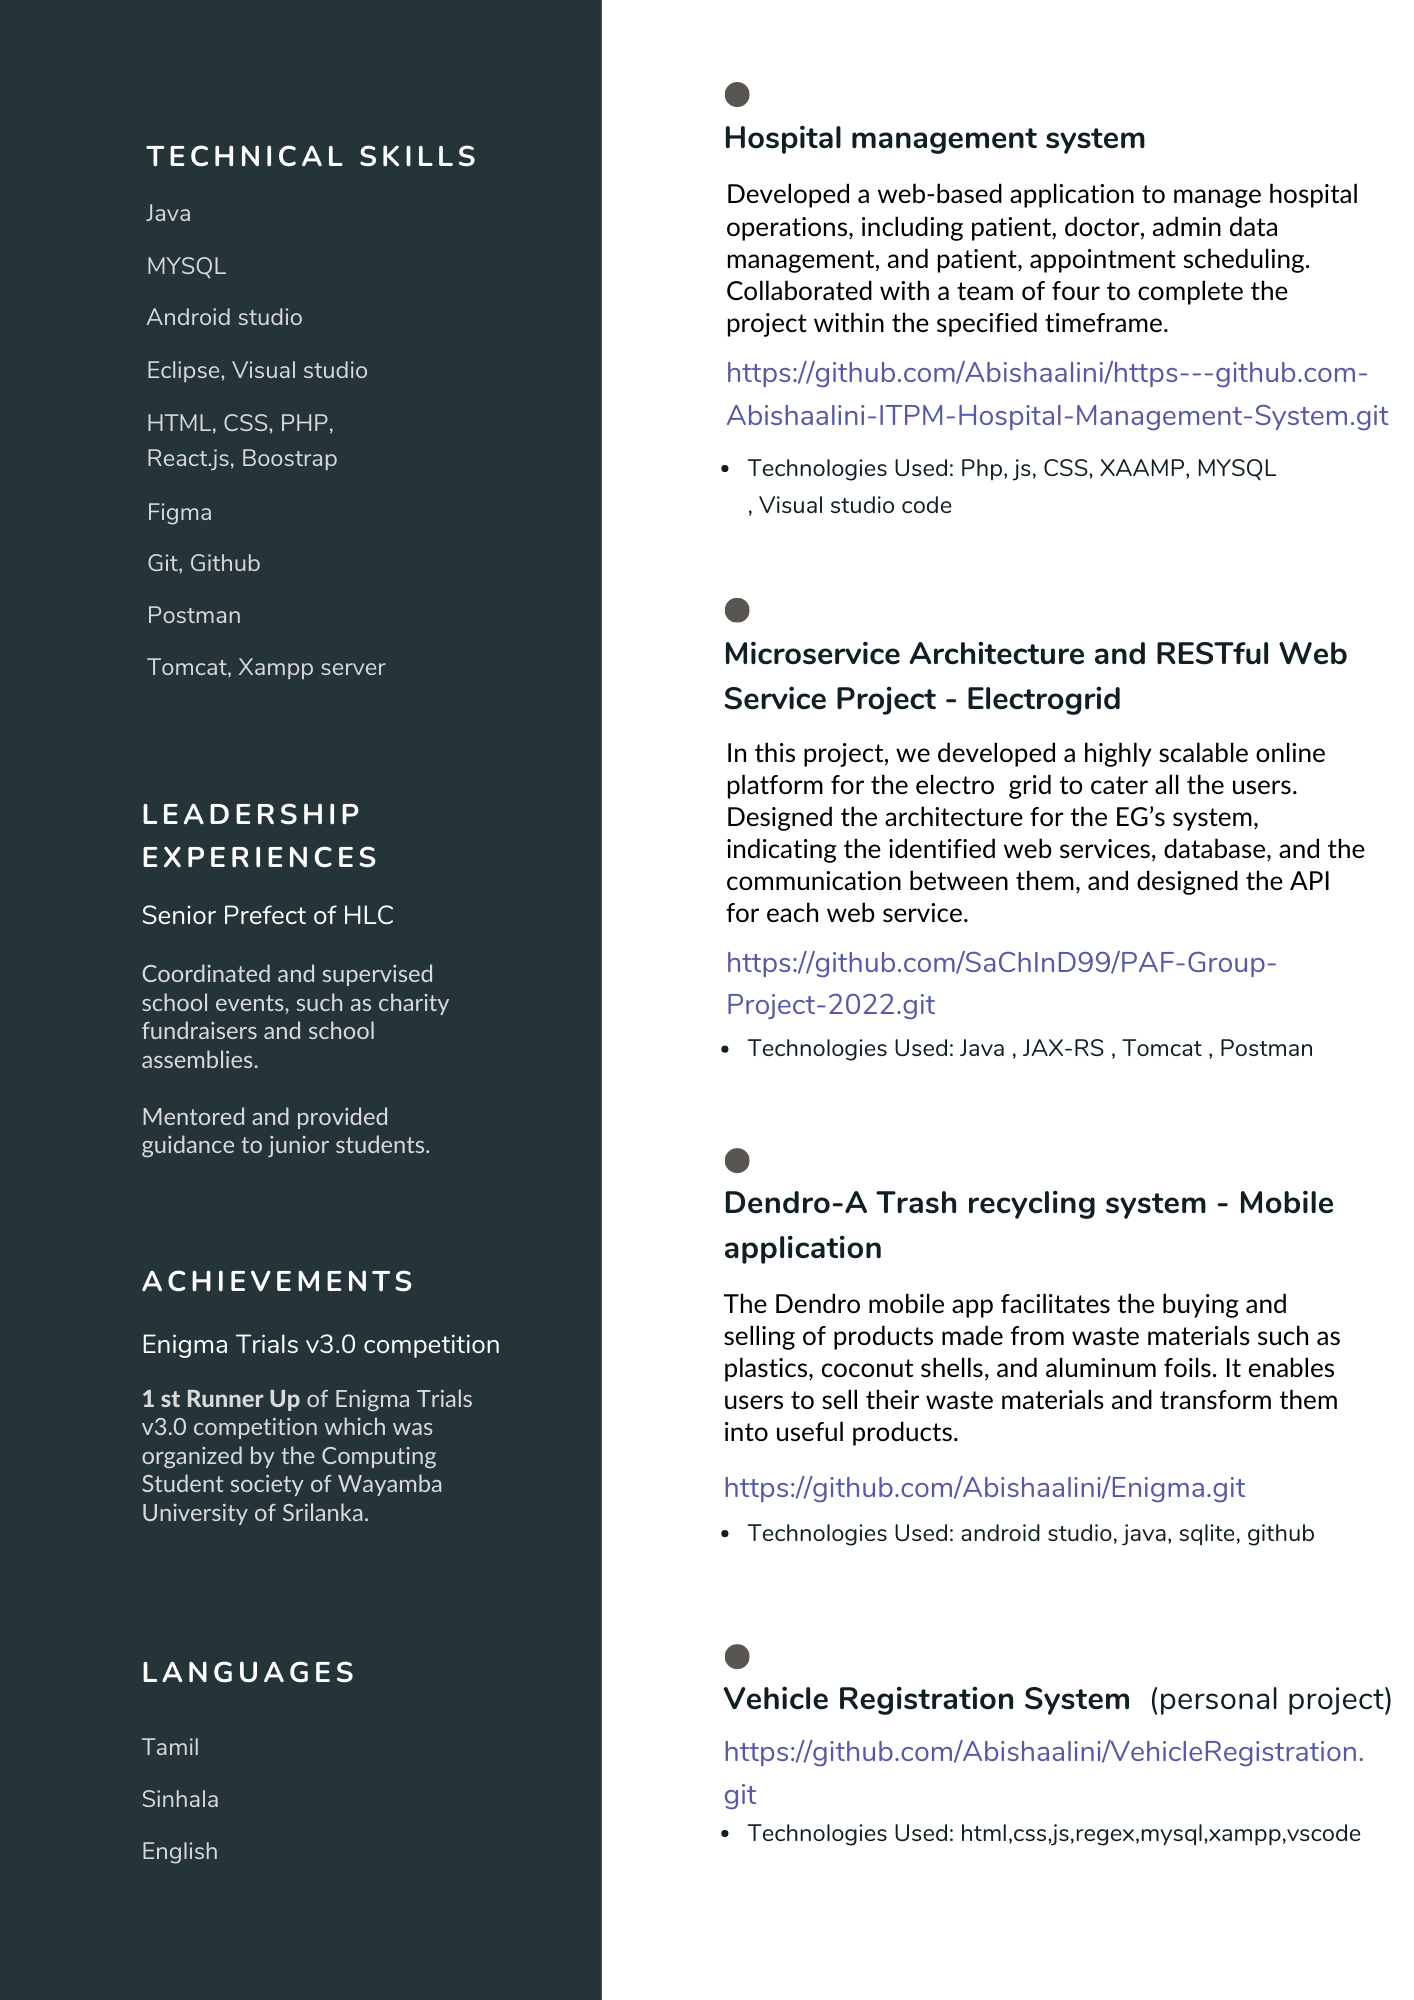 TECHNICAL SKILLS
Java
MYSQL
Android studio
Eclipse, Visual studio
HTML, CSS, PHP,
React.js, Boostrap
Figma
Git, Github
Postman
Tomcat, Xampp server
LEADERSHIP
EXPERIENCES
Senior Prefect of HLC
Coordinated and supervised
school events, such as charity
fundraisers and school
assemblies.
Mentored and provided
guidance to junior students.
ACHIEVEMENTS
Enigma Trials v3.0 competition
1 st Runner Up of Enigma Trials
v3.0 competition which was
organized by the Computing
Student society of Wayamba
University of Srilanka.
LANGUAGES
Tamil
Sinhala
English
Hospital management system
Developed a web-based application to manage hospital
operations, including patient, doctor, admin data
management, and patient, appointment scheduling.
Collaborated with a team of four to complete the
project within the specified timeframe.
https://github.com/Abishaalini/https---github.com-
Abishaalini-ITPM-Hospital-Management-System.git
• Technologies Used: Php, js, CSS, XAAMP, MYSQL
, Visual studio code
Microservice Architecture and RESTful Web
Service Project - Electrogrid
In this project, we developed a highly scalable online
platform for the electro  grid to cater all the users.
Designed the architecture for the EG’s system,
indicating the identified web services, database, and the
communication between them, and designed the API
for each web service.
https://github.com/SaChInD99/PAF-Group-
Project-2022.git
• Technologies Used: Java , JAX-RS , Tomcat , Postman
Dendro-A Trash recycling system - Mobile
application
The Dendro mobile app facilitates the buying and
selling of products made from waste materials such as
plastics, coconut shells, and aluminum foils. It enables
users to sell their waste materials and transform them
into useful products.
https://github.com/Abishaalini/Enigma.git
• Technologies Used: android studio, java, sqlite, github
Vehicle Registration System  (personal project)
https://github.com/Abishaalini/VehicleRegistration.
git
• Technologies Used: html,css,js,regex,mysql,xampp,vscode